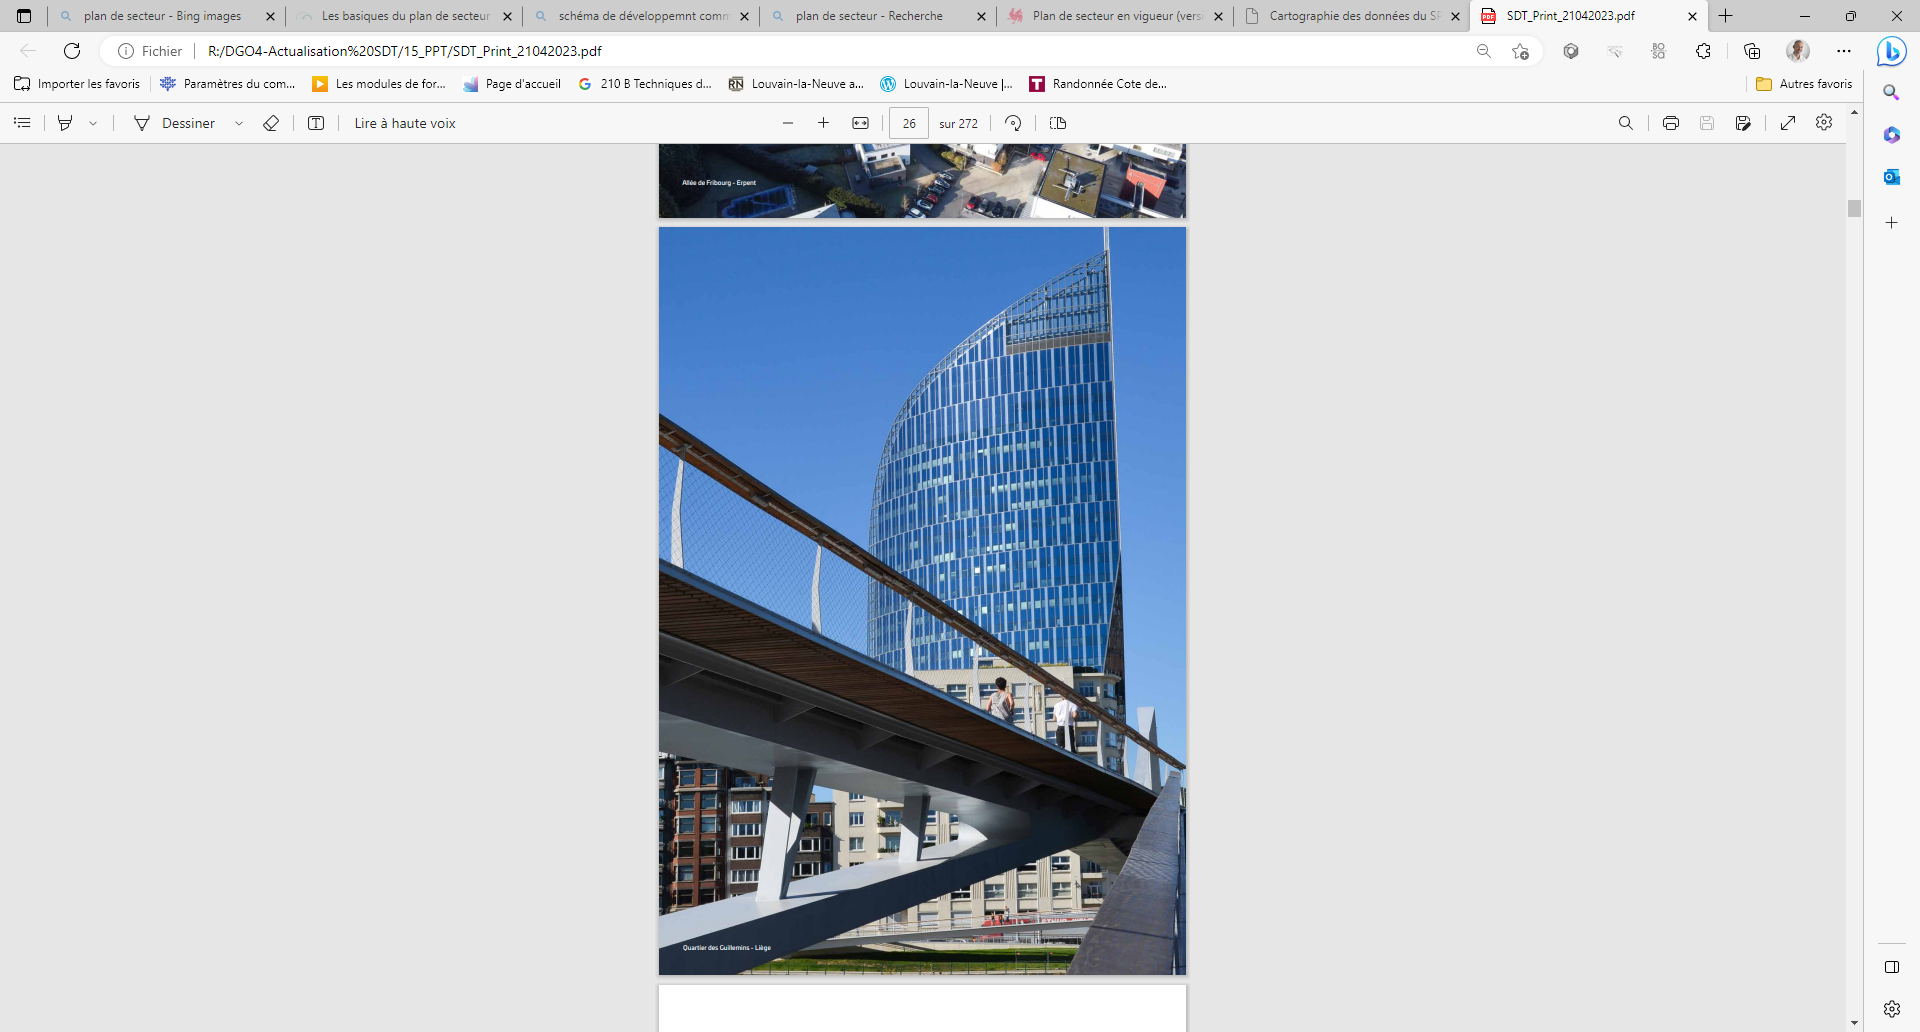 plan de secteur - Bing images
Les basiques du plan de secteur
schéma de développemnt comm
plan de secteur - Recherche
Plan de secteur en vigueur (vers
Cartographie des données du SP
SDT_Print_21042023.pdf
Fichier
R:/DGO4-Actualisation%20SDT/15_PPT/SDT_Print_21042023.pdf
Importer les favoris
Paramètres du com...
Les modules de for...
Page d'accueil
210 B Techniques d...
Louvain-la-Neuve a...
Louvain-la-Neuve |...
Randonnée Cote de...
Autres favoris
Dessiner
Lire à haute voix
26 sur 272
Allée de Fribourg - Erpent
Quartier des Guillemins - Liège